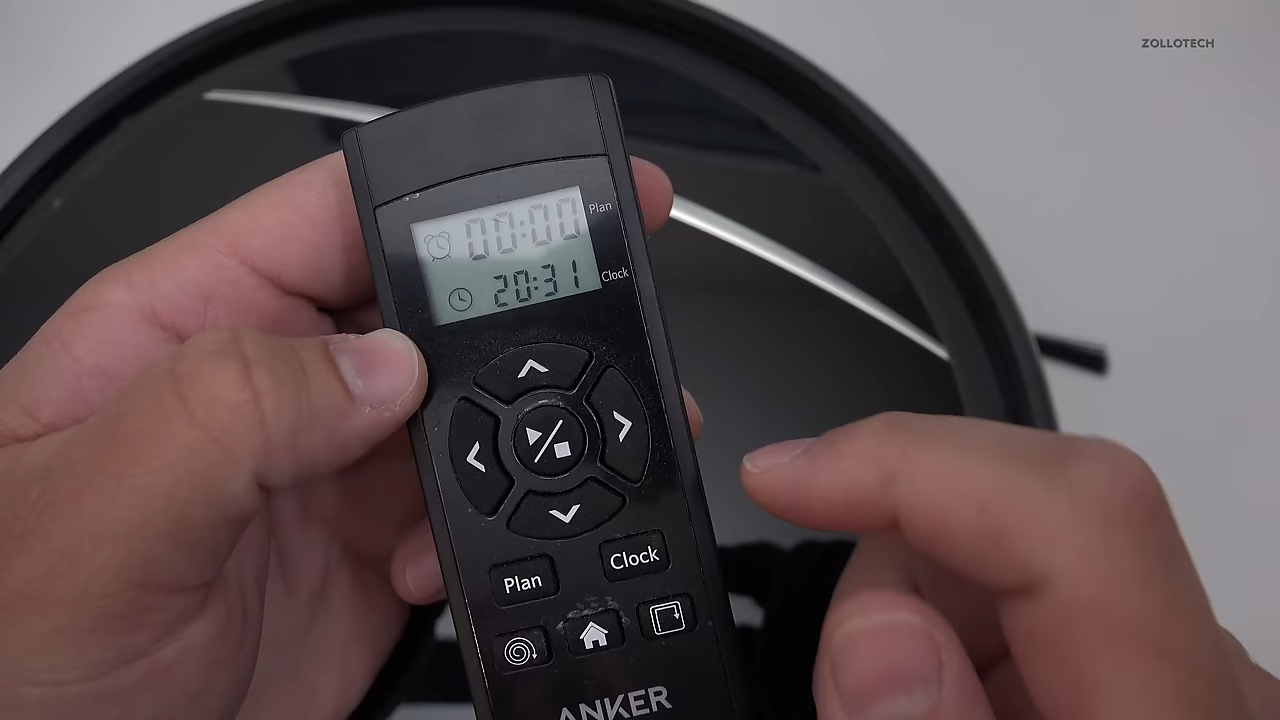 ZOLLOTECH
00:00 Plan
20:31 Clock
Plan
Clock
ANKER